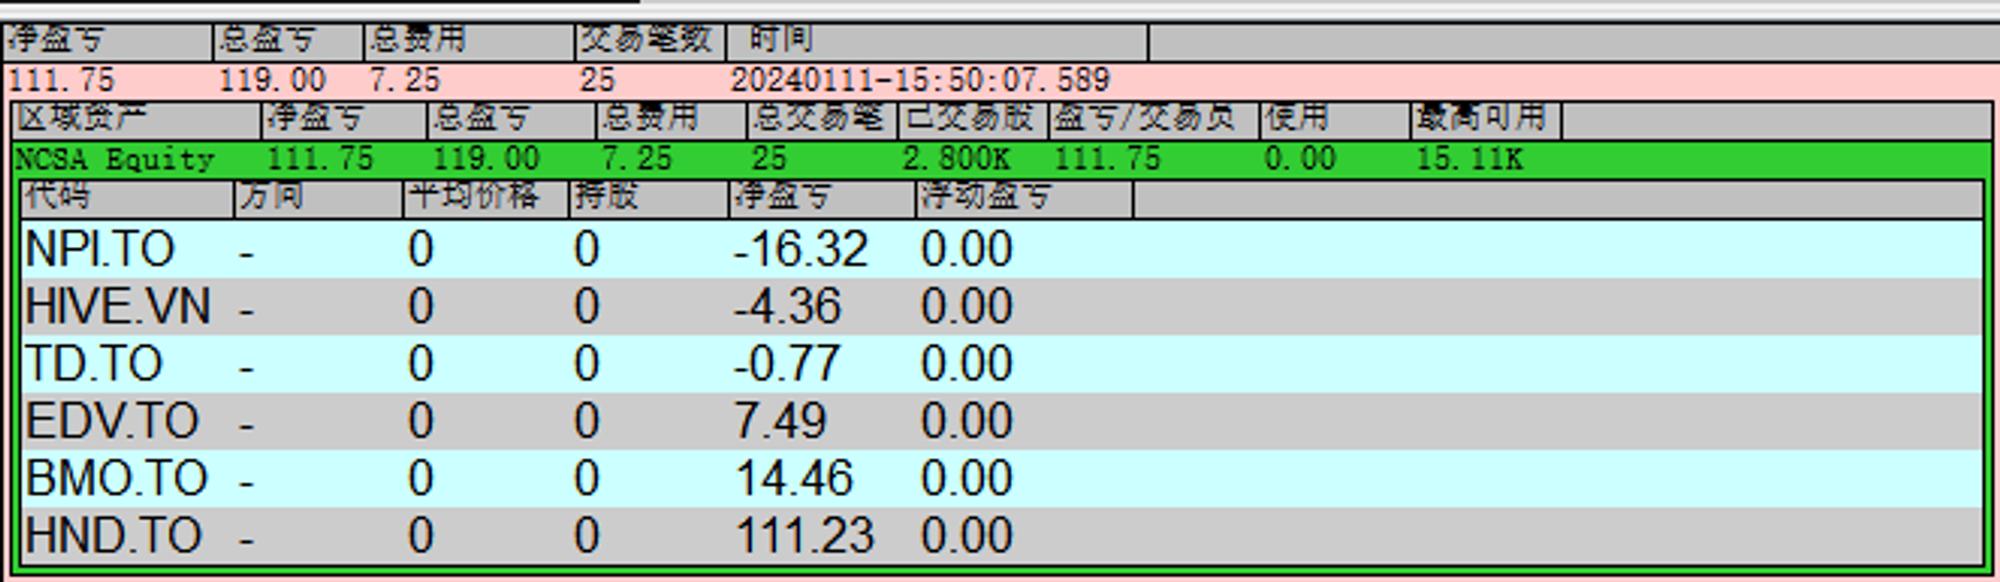 净盈亏 总盈亏 总费用 交易笔数 时间
111.75 119.00 7.25 25 20240111-15:50:07.589
区域资产 净盈亏 总盈亏 总费用 总交易笔 已交易股 盈亏/交易员 使用 最高可用
NCSA Equity 111.75 119.00 7.25 25 2.800K 111.75 0.00 15.11K
代码 方向 平均价格 持股 净盈亏 浮动盈亏
NPI.TO - 0 0 -16.32 0.00
HIVE.VN - 0 0 -4.36 0.00
TD.TO - 0 0 -0.77 0.00
EDV.TO - 0 0 7.49 0.00
BMO.TO - 0 0 14.46 0.00
HND.TO - 0 0 111.23 0.00